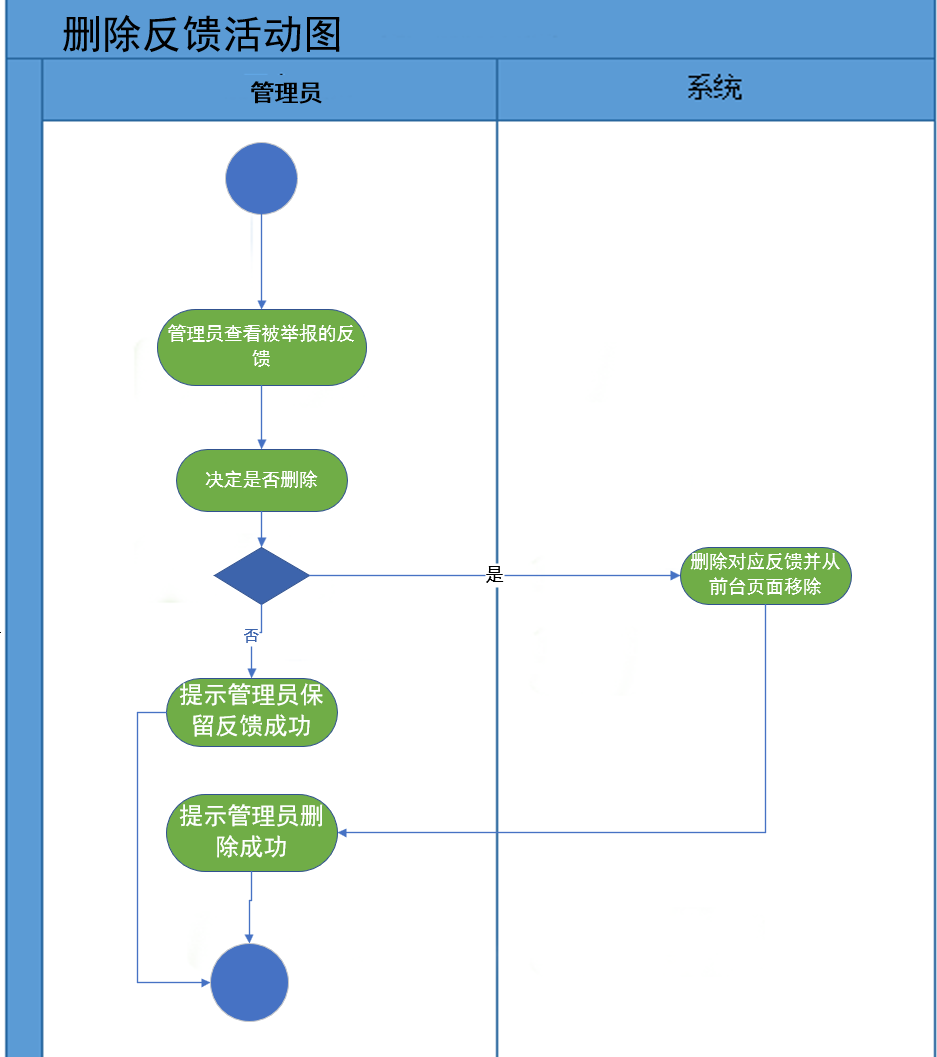 删除反馈活动图
管理员
系统
管理员查看被举报的反
馈
决定是否删除
是
删除对应反馈并从
前台页面移除
否
提示管理员保
留反馈成功
提示管理员删
除成功